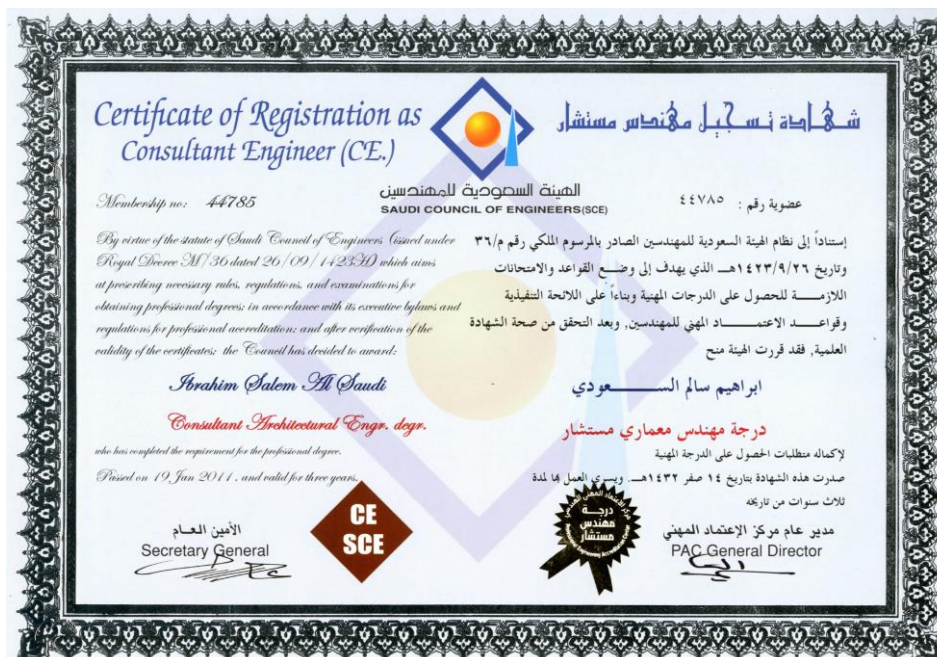 Certificate of Registration as
Consultant Engineer (CE.)
شهادة تسجيل مهندس مستشار
الهيئة السعودية للمهندسين
SAUDI COUNCIL OF ENGINEERS(SCE)
Membership no: 44785
عضوية رقم : ٤٤٧٨٥
By virtue of the statute of Saudi Council of Engineers (issued under
Royal Decree M/36 dated 26/09/1423H) which aims
at prescribing necessary rules, regulations, and examinations for
obtaining professional degrees; in accordance with its executive bylaws and
regulations for professional accreditation; and after verification of the
validity of the certificates; the Council has decided to award:
Ibrahim Salem Al Saudi
Consultant Architectural Engr. degr.
who has completed the requirement for the professional degree.
Passed on 19 Jan 2011 . and valid for three years.
إستناداً إلى نظام الهيئة السعودية للمهندسين الصادر بالمرسوم الملكي رقم م/٣٦
وتاريخ ١٤٢٣/٩/٢٦هـ الذي يهدف إلى وضع القواعد والامتحانات
اللازمة للحصول على الدرجات المهنية وبناءاً على اللائحة التنفيذية
وقواعد الاعتماد المهني للمهندسين, وبعد التحقق من صحة الشهادة
العلمية, فقد قررت الهيئة منح
ابراهيم سالم السعودي
درجة مهندس معماري مستشار
لإكماله متطلبات الحصول على الدرجة المهنية
صدرت هذه الشهادة بتاريخ ١٤ صفر ١٤٣٢هـ. ويسري العمل بها لمدة
ثلاث سنوات من تاريخه
الأمين العام
Secretary General
CE
SCE
درجة
مهندس
مستشار
مدير عام مركز الإعتماد المهني
PAC General Director